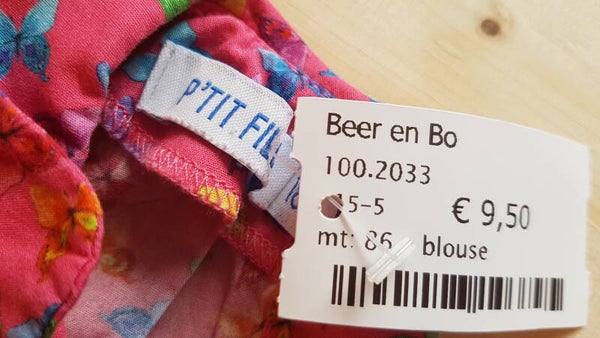 P'TIT FIL
Beer en Bo
100.2033
15-5 € 9,50
mt: 86 blouse